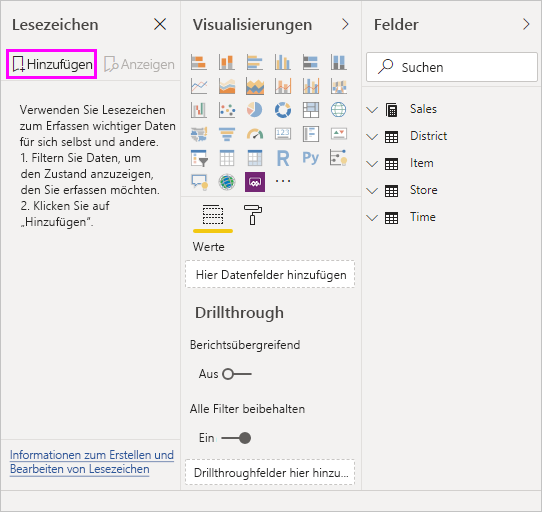 Lesezeichen
Hinzufügen
Anzeigen
Verwenden Sie Lesezeichen
zum Erfassen wichtiger Daten
für sich selbst und andere.
1. Filtern Sie Daten, um
den Zustand anzuzeigen,
den Sie erfassen möchten.
2. Klicken Sie auf
„Hinzufügen“.
Informationen zum Erstellen und
Bearbeiten von Lesezeichen
Visualisierungen
123
R
Py
Werte
Hier Datenfelder hinzufügen
Drillthrough
Berichtsübergreifend
Aus
Alle Filter beibehalten
Ein
Drillthroughfelder hier hinzu...
Felder
Suchen
Sales
District
Item
Store
Time